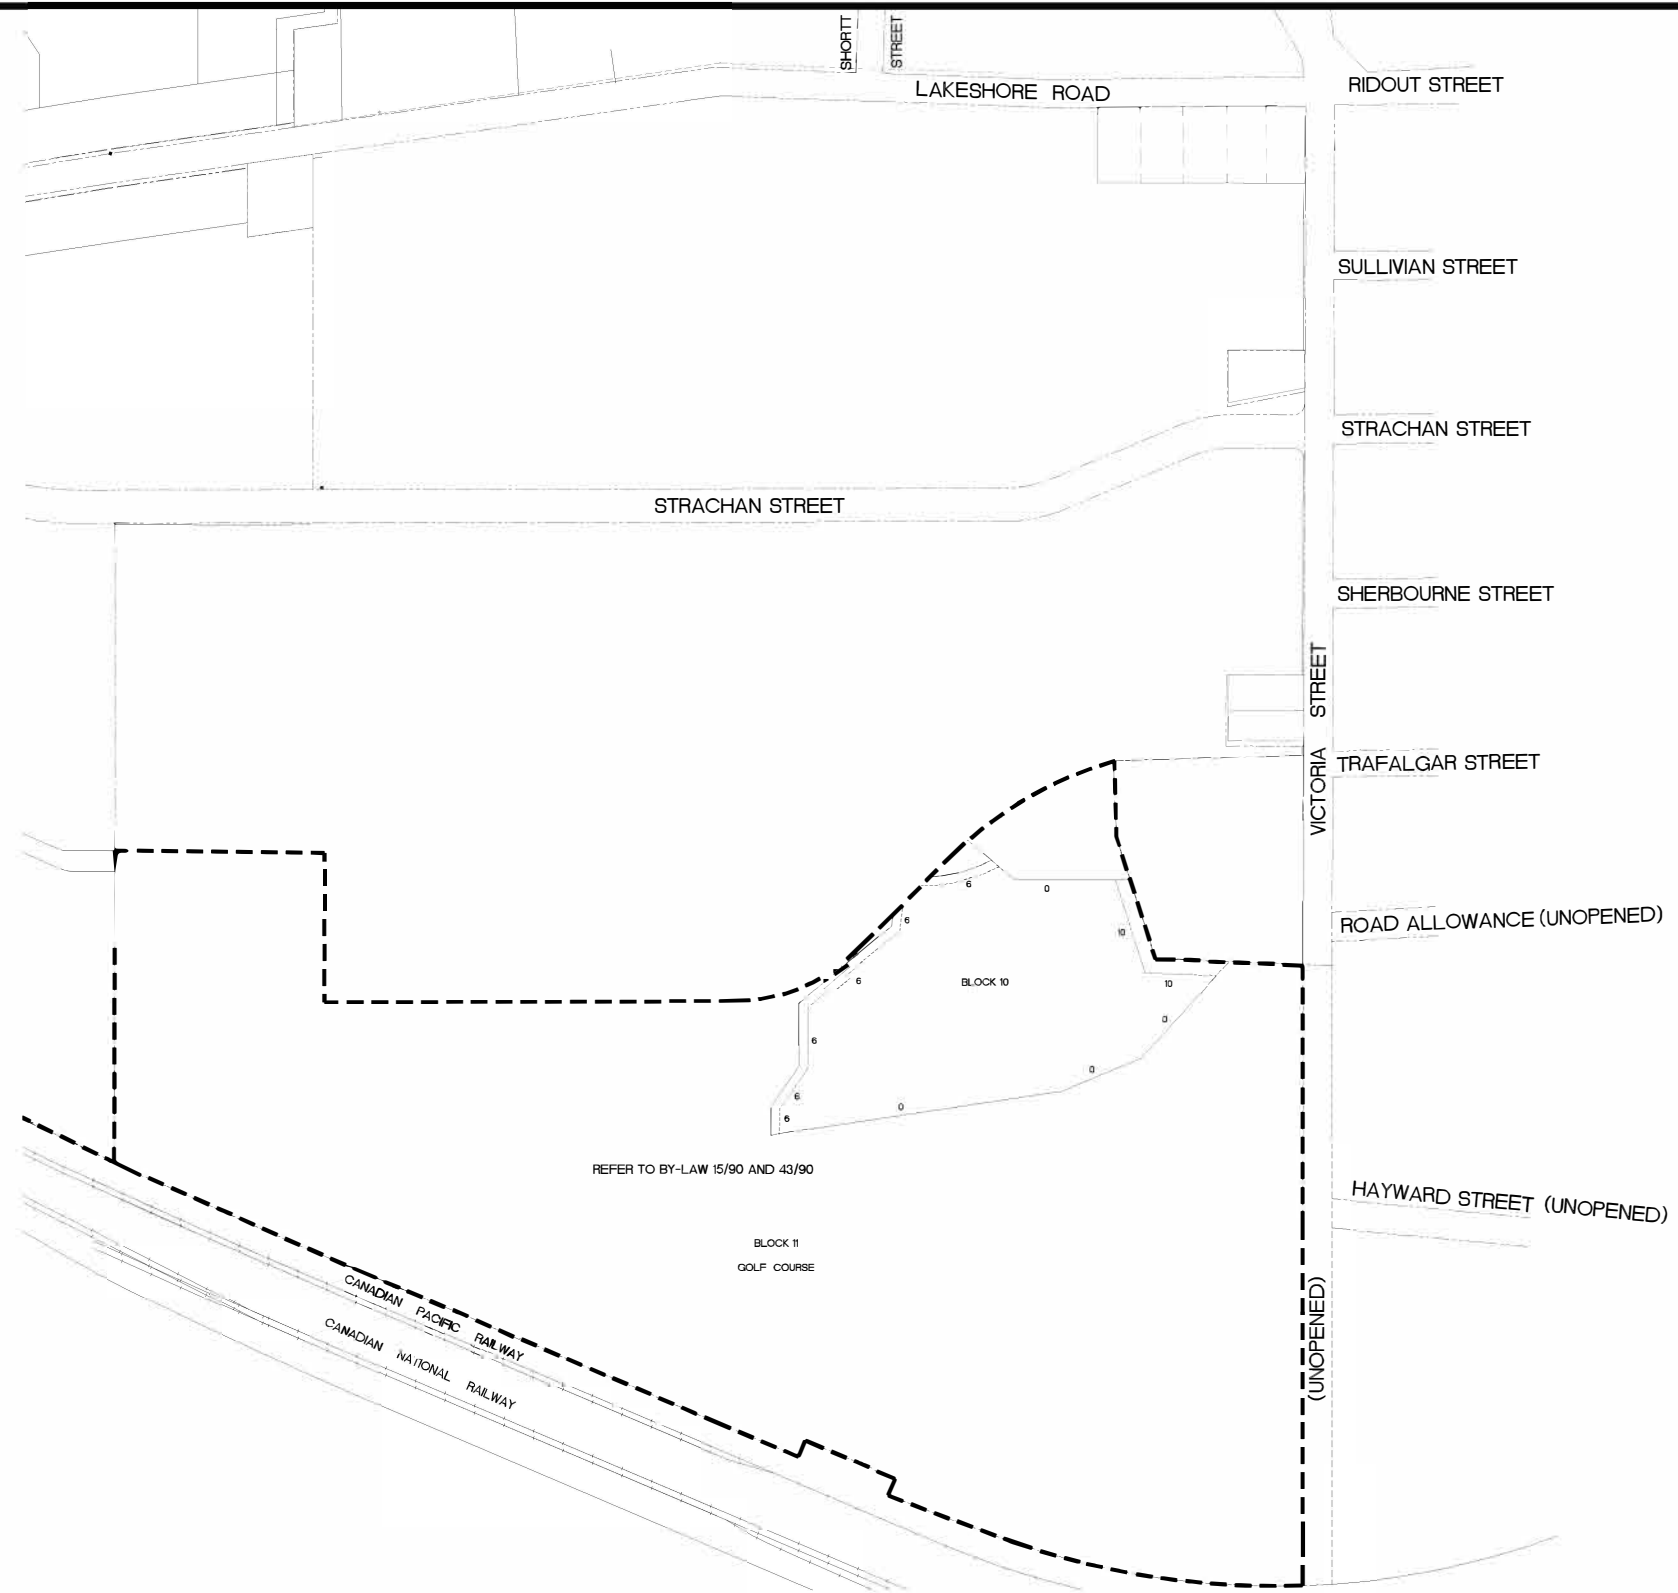 SHORTT
STREET
LAKESHORE ROAD
RIDOUT STREET
SULLIVIAN STREET
STRACHAN STREET
STRACHAN STREET
SHERBOURNE STREET
VICTORIA STREET
TRAFALGAR STREET
6
0
6
10
ROAD ALLOWANCE (UNOPENED)
6
BLOCK 10
10
0
6
0
6
0
6
REFER TO BY-LAW 15/90 AND 43/90
HAYWARD STREET (UNOPENED)
BLOCK 11
GOLF COURSE
CANADIAN PACIFIC RAILWAY
CANADIAN NATIONAL RAILWAY
(UNOPENED)